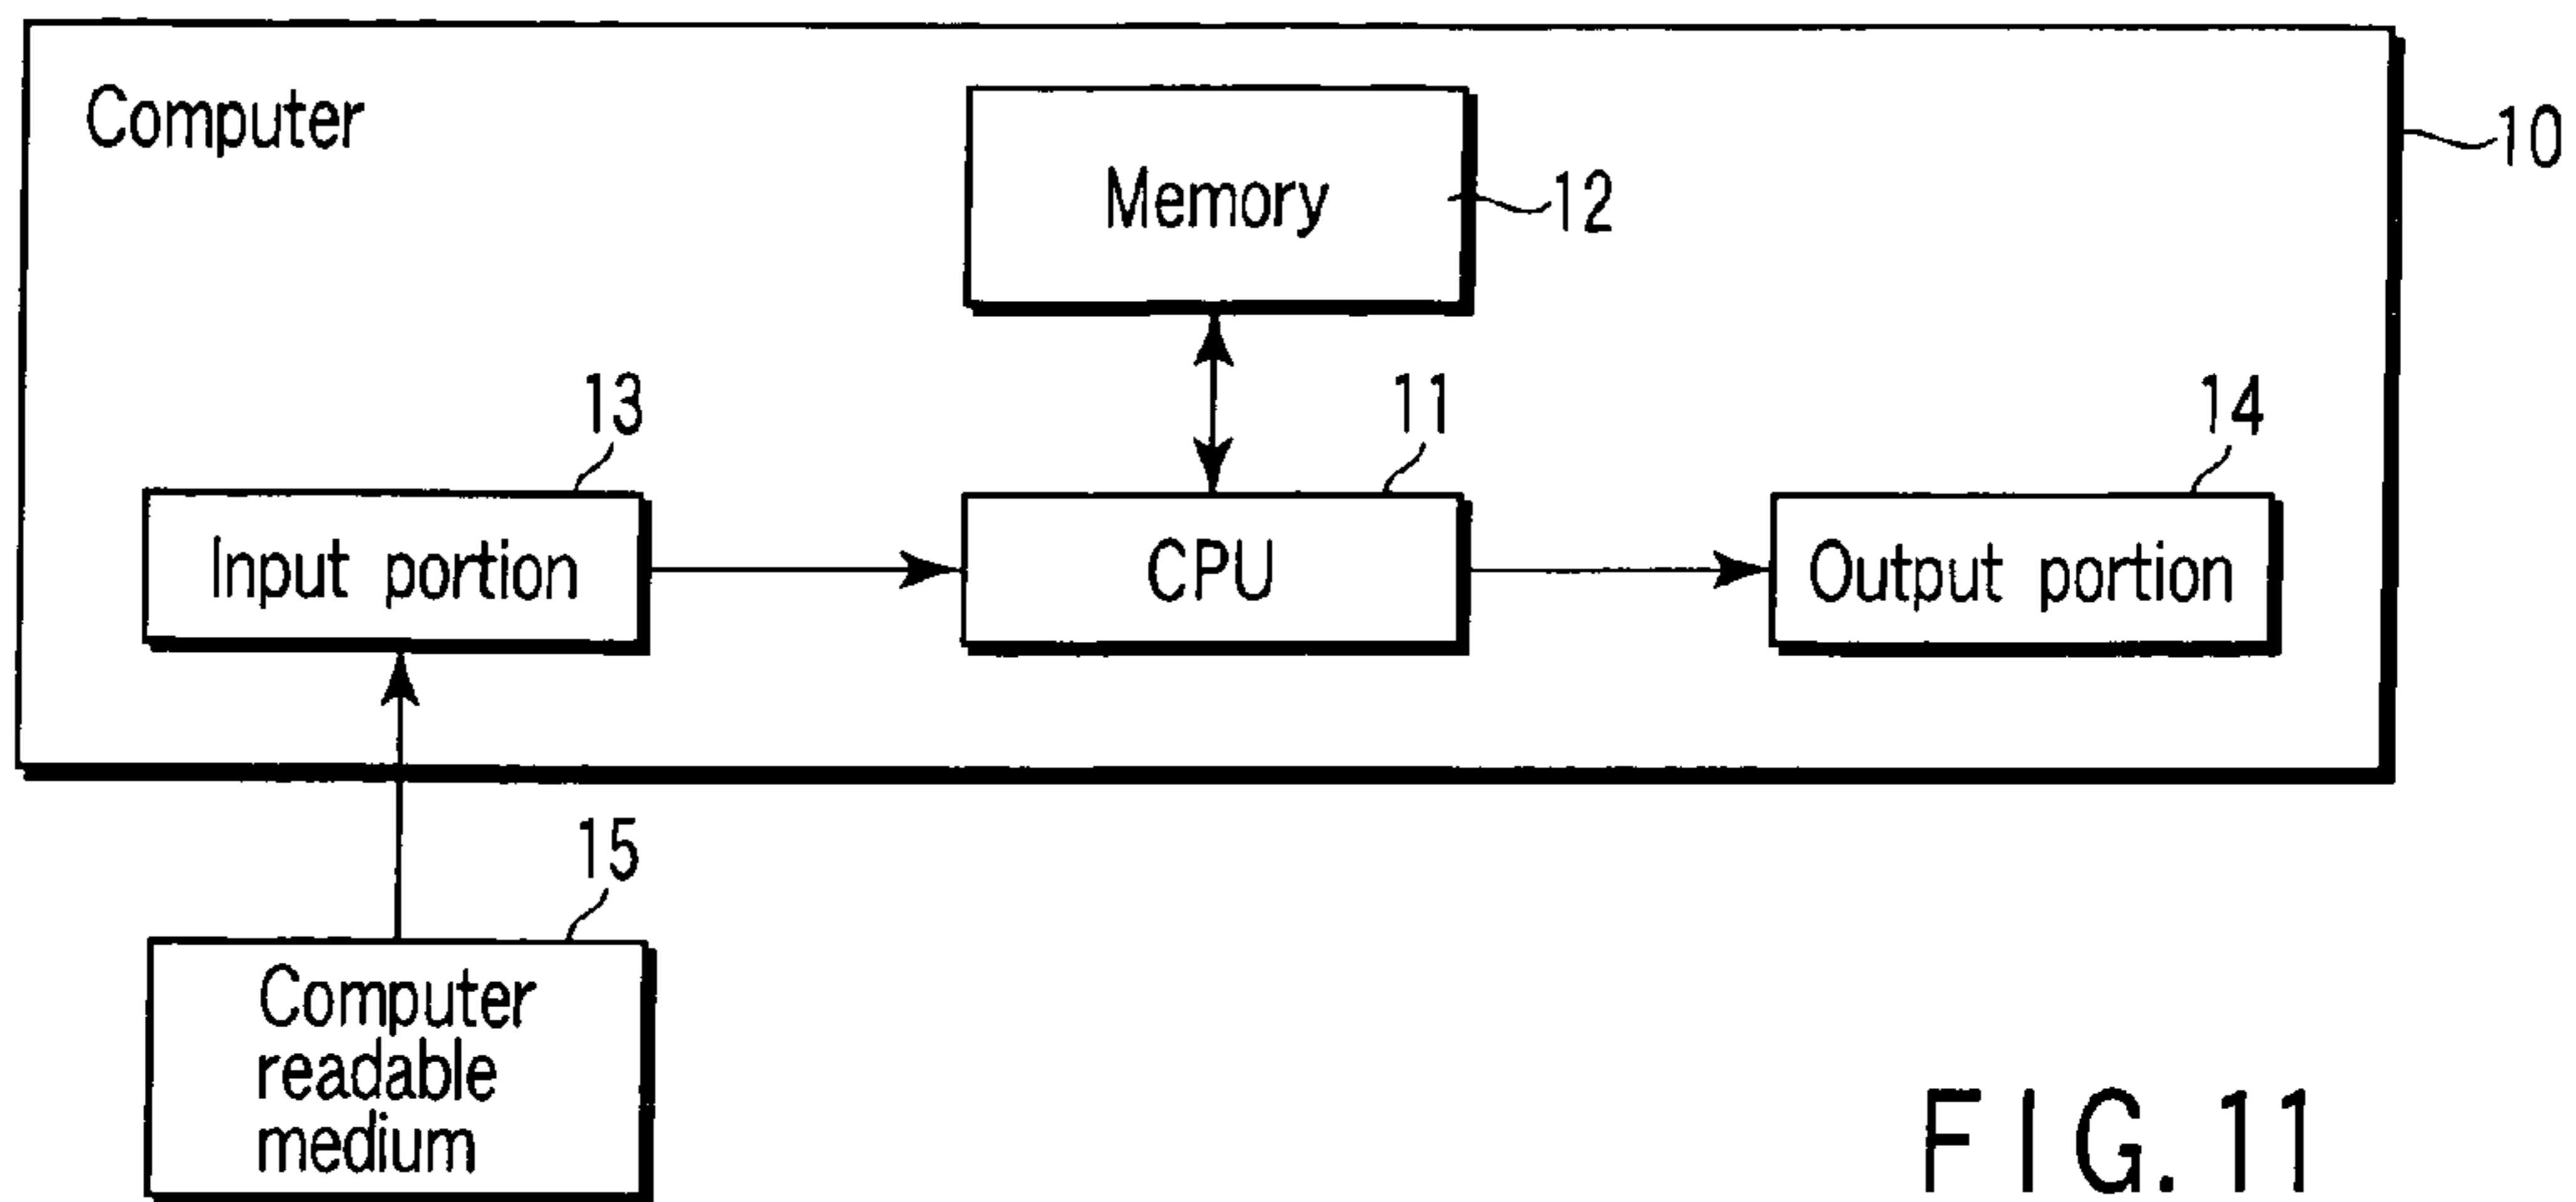 Computer
10
Memory
12
13
11
14
Input portion
CPU
Output portion
15
Computer
readable
medium
FIG. 11